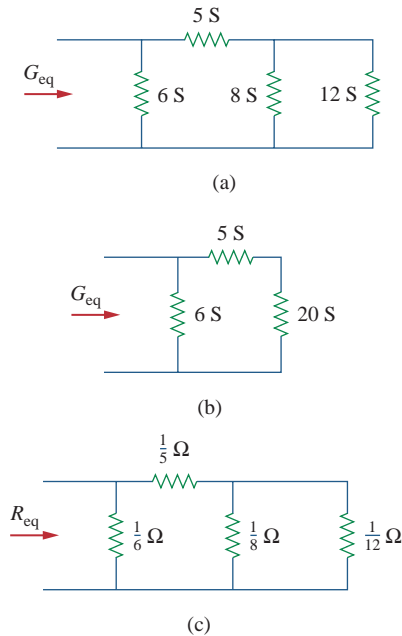 5 S
G_eq
6 S 8 S 12 S
(a)
5 S
G_eq
6 S 20 S
(b)
1/5 Ω
R_eq
1/6 Ω 1/8 Ω 1/12 Ω
(c)